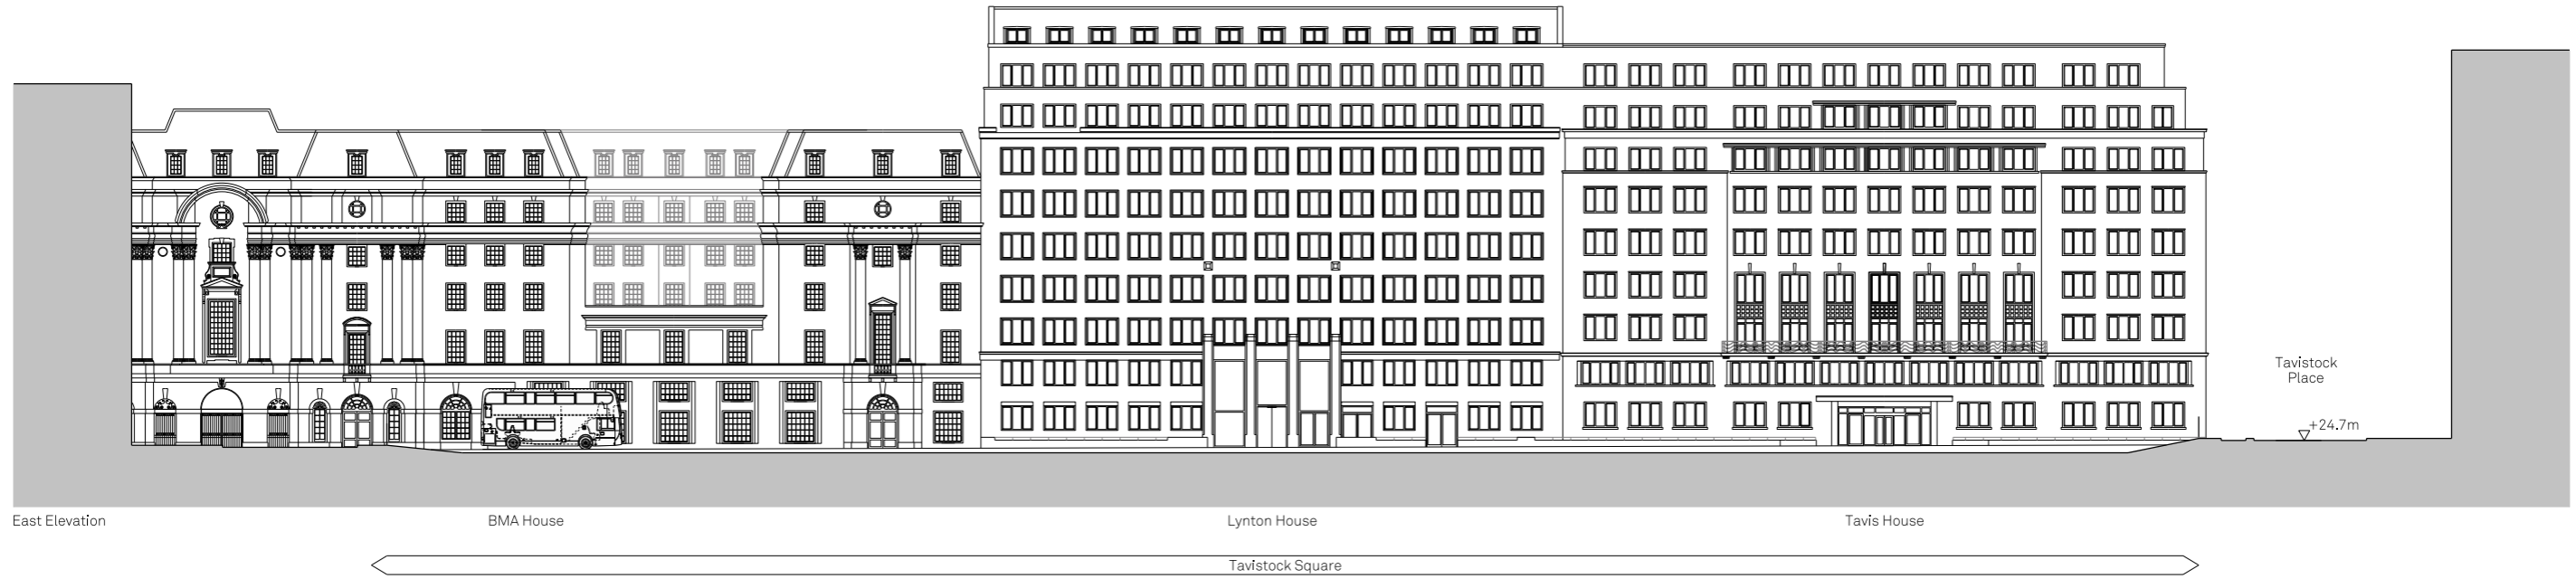 Tavistock
Place
+24.7m
East Elevation
BMA House
Lynton House
Tavis House
Tavistock Square